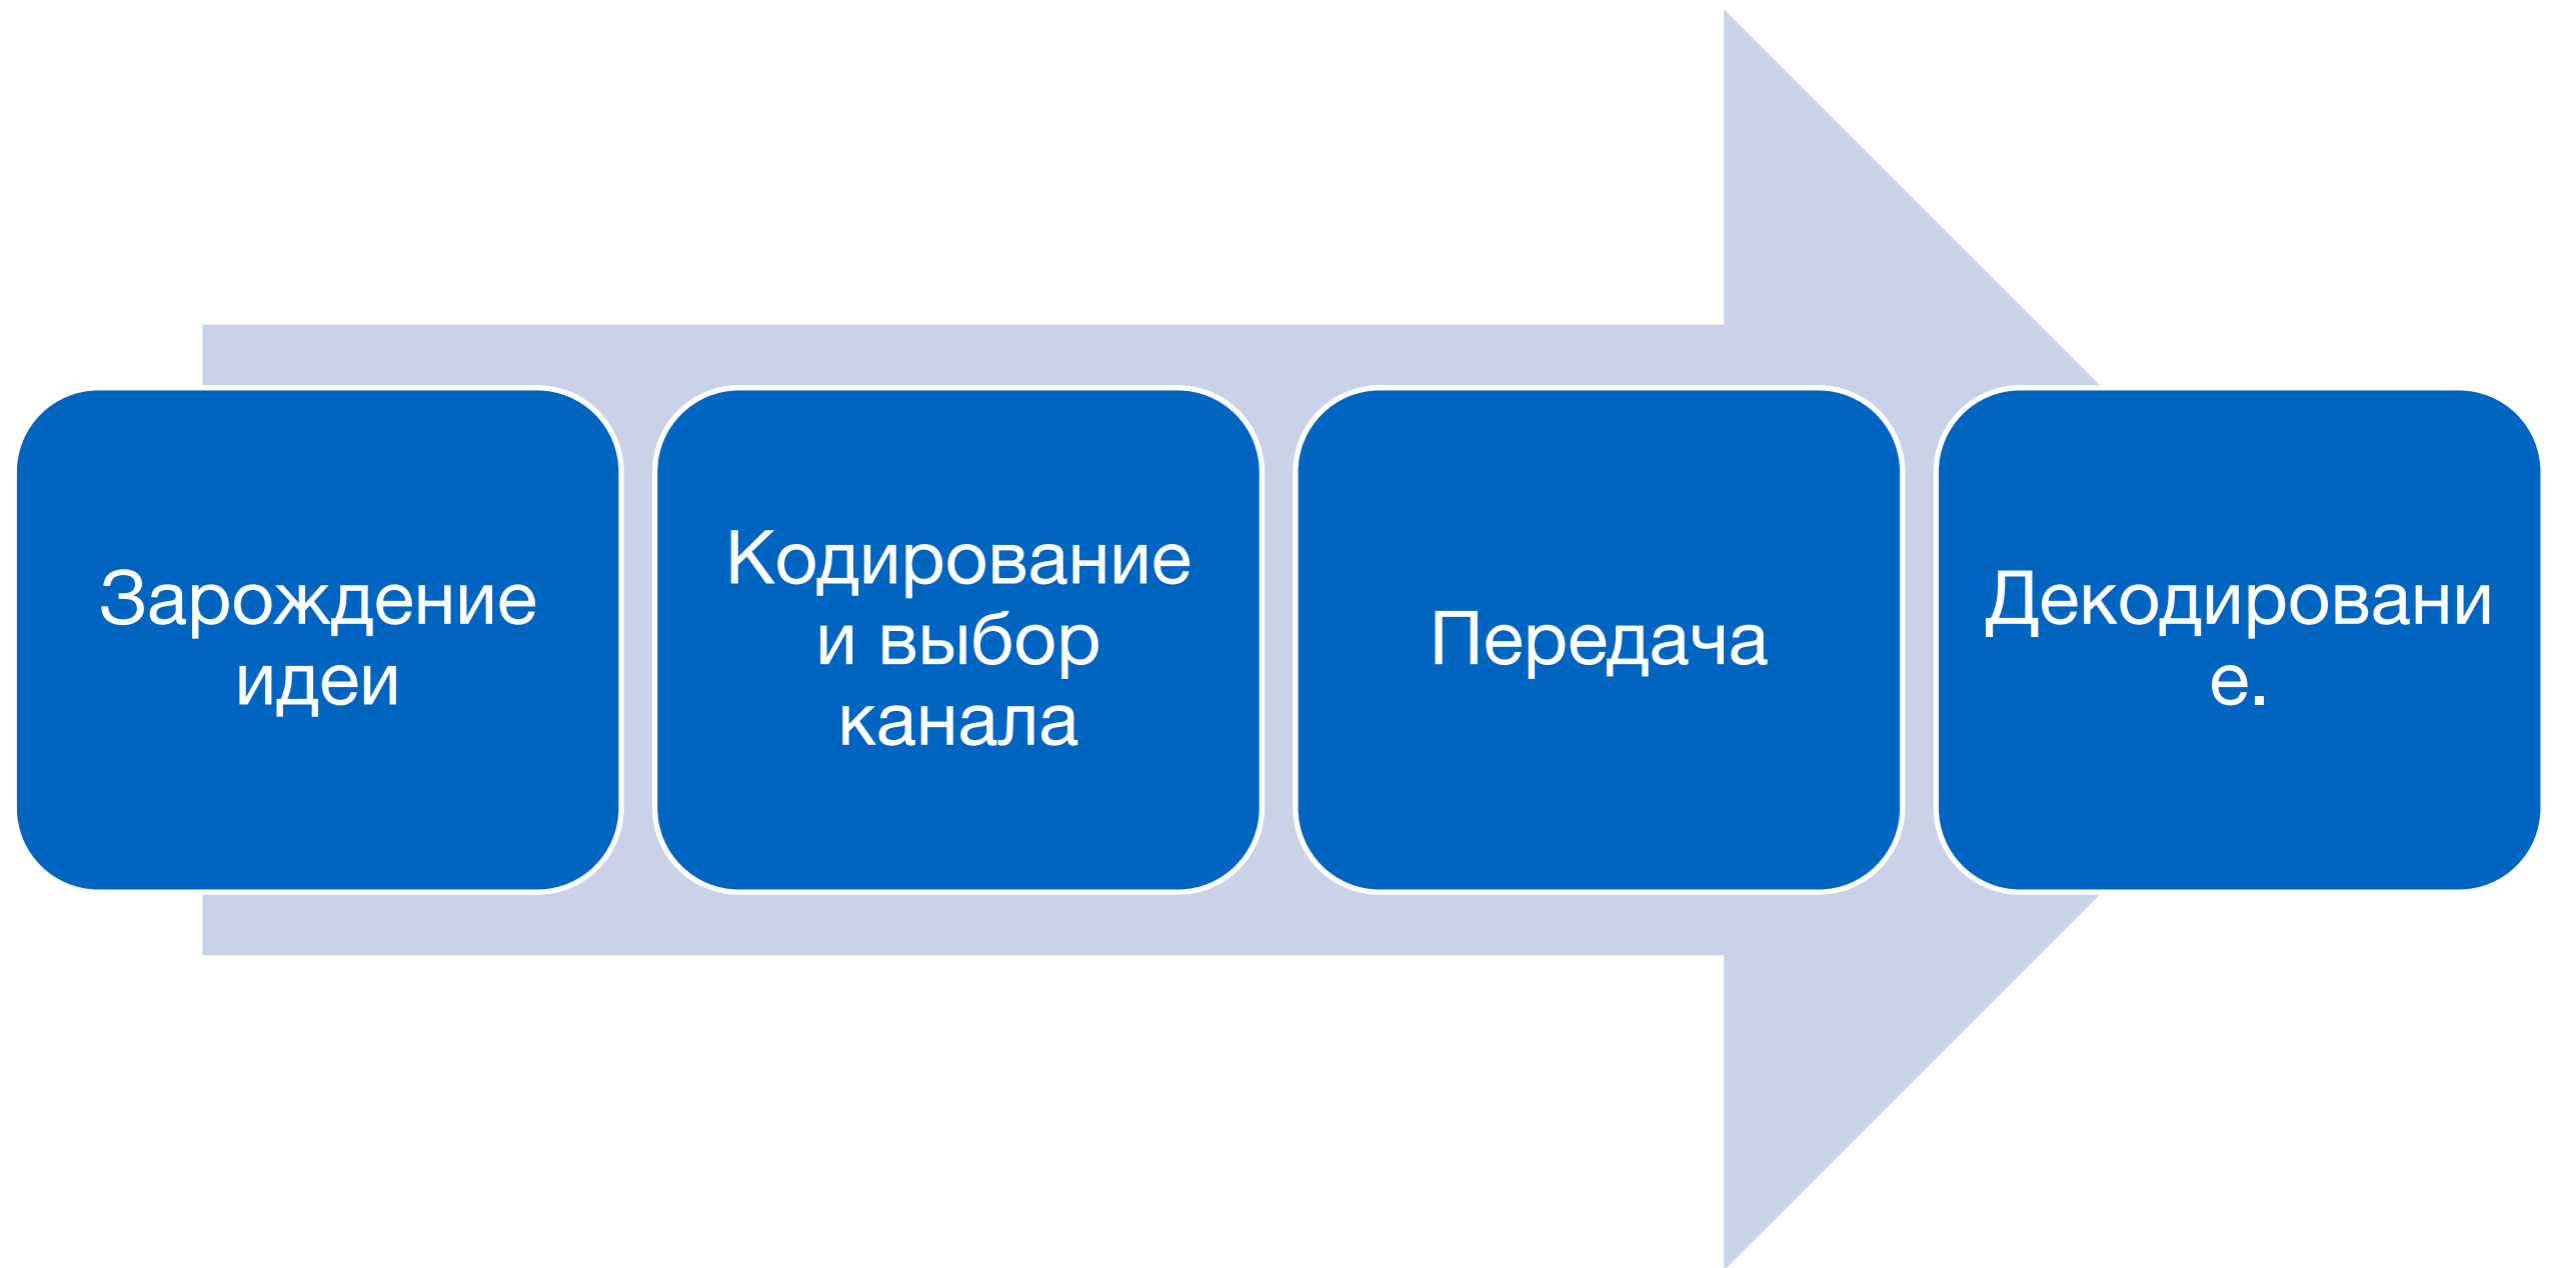 Зарождение
идеи
Кодирование
и выбор
канала
Передача
Декодировани
е.